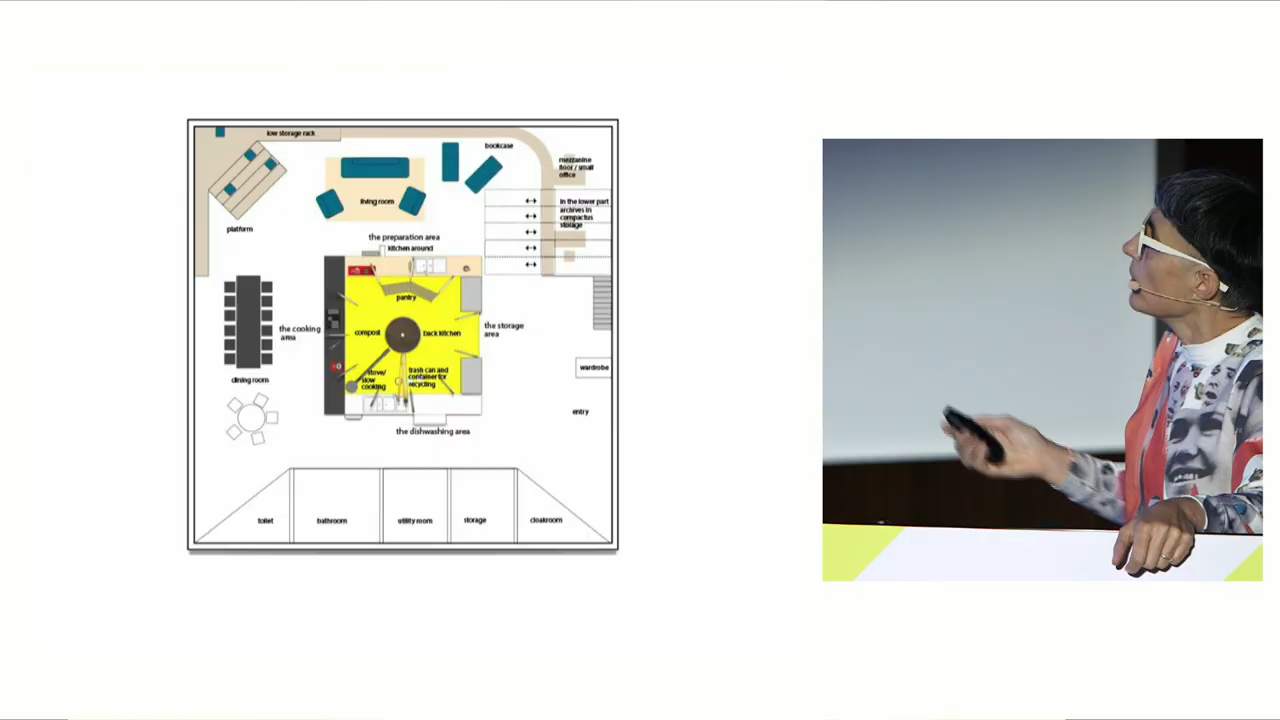 low storage rack
bookcase
mezzanine
floor / small
office
living room
In the lower part
archives in
compactus
storage
platform
the preparation area
kitchen around
pantry
the cooking
area
compost
back kitchen
the storage
area
stove/
slow
cooking
trash can and
container for
recycling
wardrobe
dining room
entry
the dishwashing area
toilet
bathroom
utility room
storage
cloakroom